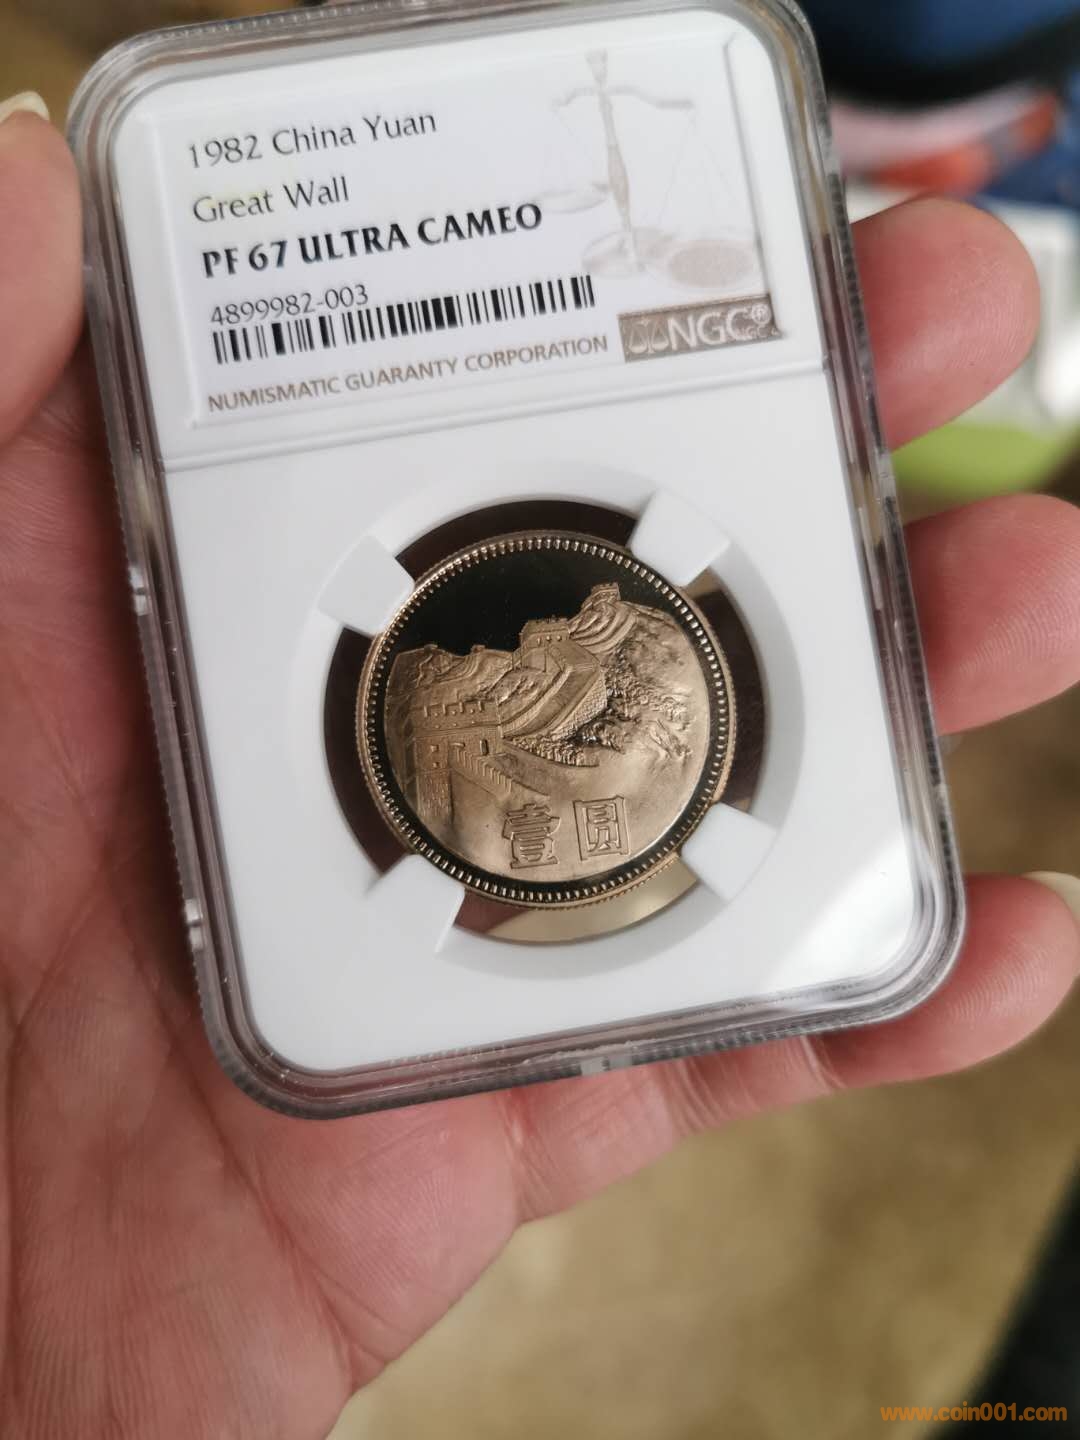 1982 China Yuan
Great Wall
PF 67 ULTRA CAMEO
4899982-003
NUMISMATIC GUARANTY CORPORATION
NGC®
壹圆
www.coin001.com